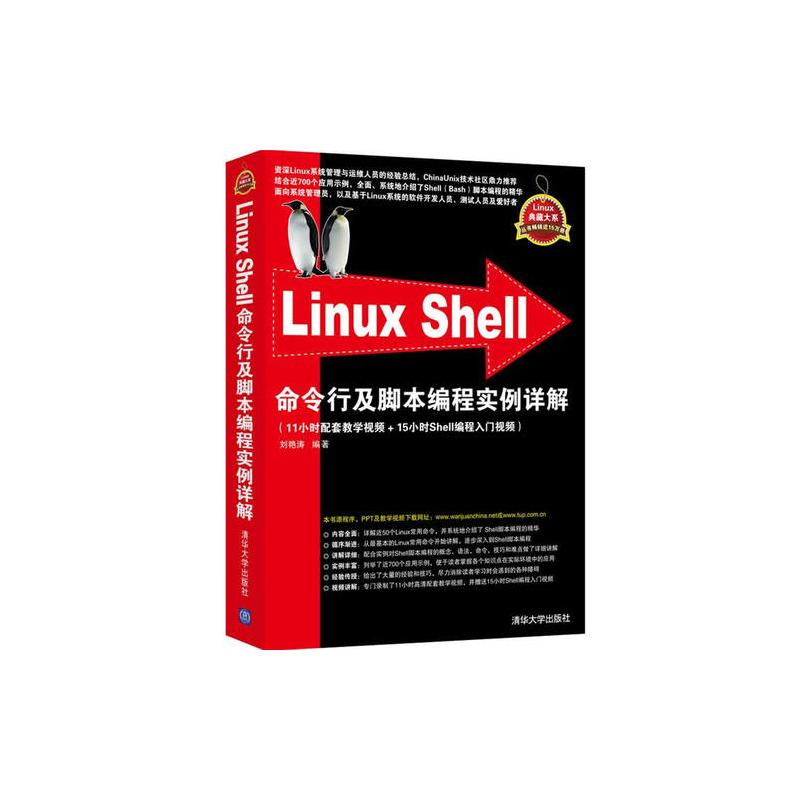 资深Linux系统管理与运维人员的经验总结，ChinaUnix技术社区鼎力推荐
结合近700个应用示例，全面、系统地介绍了Shell（Bash）脚本编程的精华
面向系统管理员，以及基于Linux系统的软件开发人员、测试人员及爱好者
Linux
典藏大系
丛书畅销近15万册
Linux Shell
命令行及脚本编程实例详解
（11小时配套教学视频 + 15小时Shell编程入门视频）
刘艳涛 编著
本书源程序、PPT及教学视频下载网址：www.wanjuanchina.net或www.tup.com.cn
内容全面：详解近50个Linux常用命令，并系统地介绍了 Shell脚本编程的精华
循序渐进：从最基本的Linux常用命令开始讲解，逐步深入到Shell脚本编程
讲解详细：配合实例对Shell脚本编程的概念、语法、命令、技巧和难点做了详细讲解
实例丰富：列举了近700个应用示例，便于读者掌握各个知识点在实际环境中的应用
经验传授：给出了大量的经验和技巧，尽力消除读者学习时会遇到的各种障碍
视频讲解：专门录制了11小时高清配套教学视频，并赠送15小时Shell编程入门视频
清华大学出版社
Linux
典藏大系
Linux Shell 命令行及脚本编程实例详解
清华大学出版社